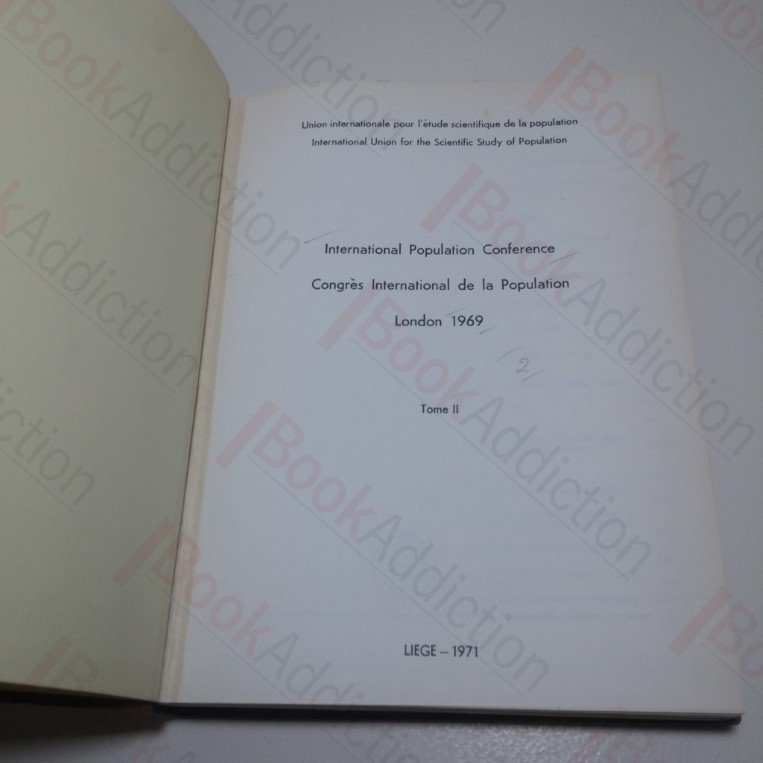 Union internationale pour l'étude scientifique de la population
International Union for the Scientific Study of Population
International Population Conference
Congrès International de la Population
London 1969
/2/
Tome II
LIEGE – 1971
BookAddiction